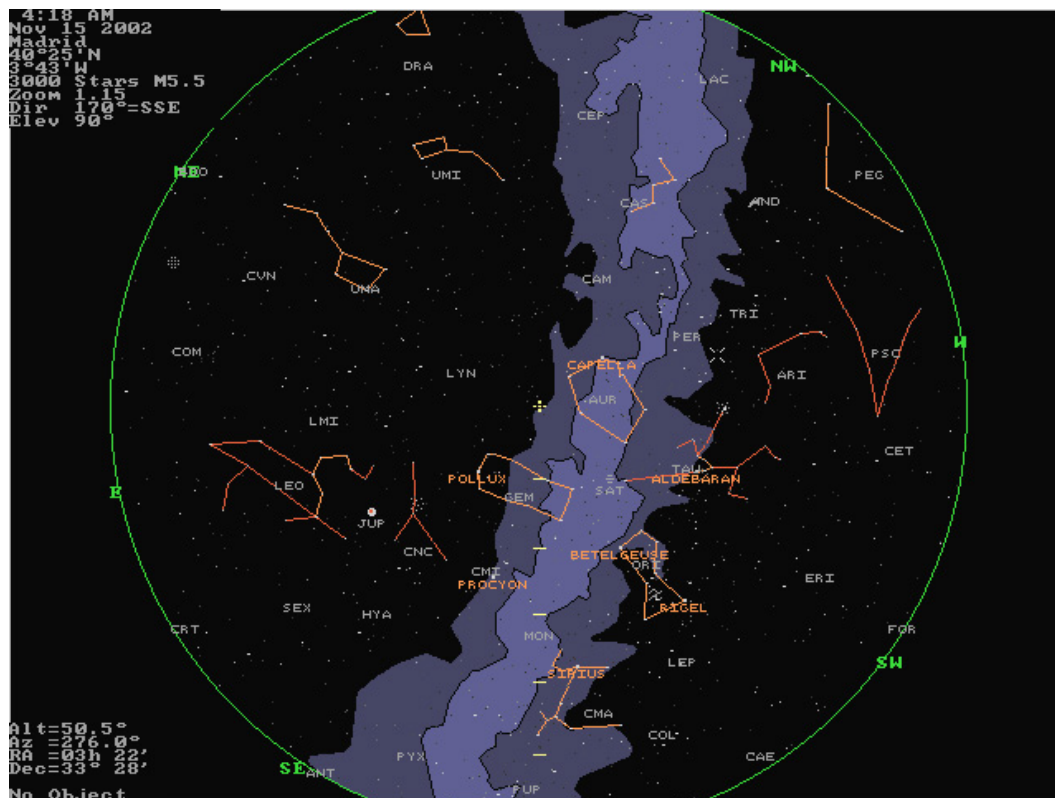 4:18 AM
Nov 15 2002
Madrid
40°25'N
3°43'W
3000 Stars M5.5
Zoom 1.15
Dir 170°=SSE
Elev 90°
DRA
NW
LAC
CEP
NE
UMI
PEG
CAS
AND
CVN
CAM
UMA
TRI
PER
W
COM
PSC
CAPELLA
LYN
ARI
AUR
LMI
CET
TAU
POLLUX
ALDEBARAN
LEO
SAT
E
GEM
JUP
CNC
BETELGEUSE
ORI
CMI
PROCYON
ERI
SEX
RIGEL
HYA
CRT
FOR
MON
LEP
SW
SIRIUS
CMA
COL
PYX
CAE
SE
ANT
PUP
Alt=50.5°
Az =276.0°
RA =03h 22'
Dec=33° 28'
No Object